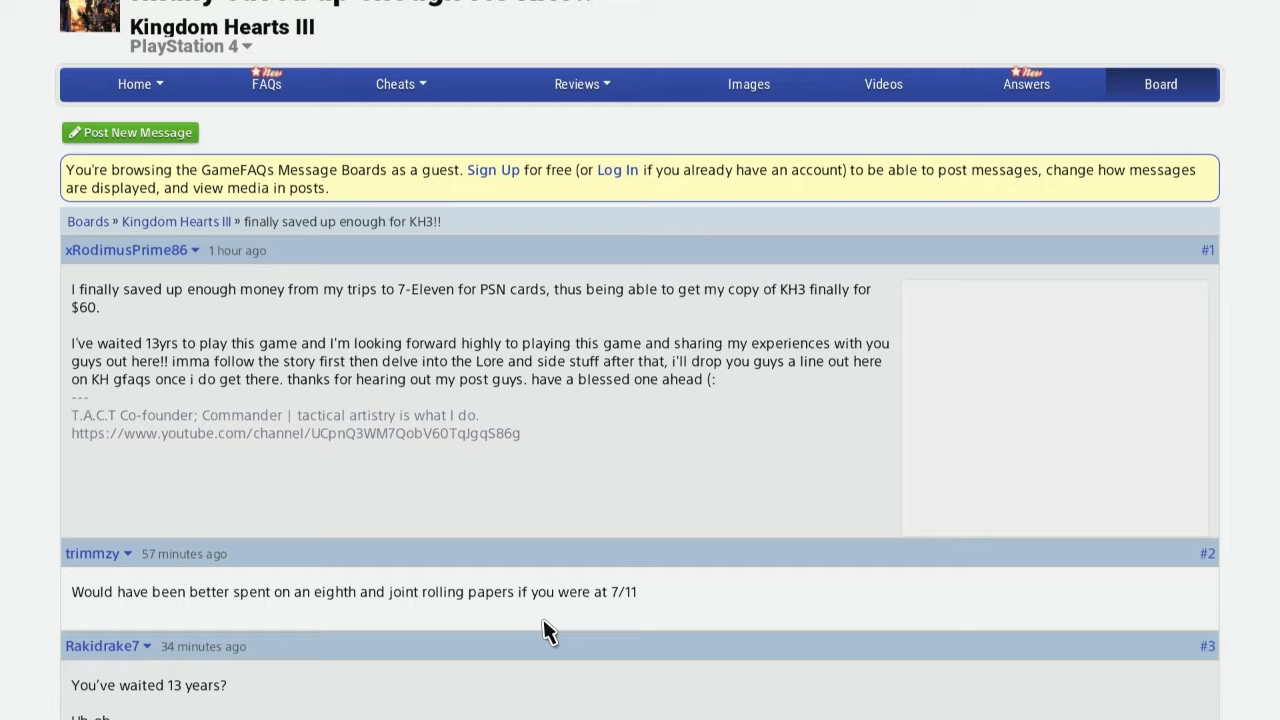 Kingdom Hearts III
PlayStation 4
Home
New
FAQs
Cheats
Reviews
Images
Videos
New
Answers
Board
Post New Message
You're browsing the GameFAQs Message Boards as a guest. Sign Up for free (or Log In if you already have an account) to be able to post messages, change how messages
are displayed, and view media in posts.
Boards » Kingdom Hearts III » finally saved up enough for KH3!!
xRodimusPrime86 1 hour ago #1
I finally saved up enough money from my trips to 7-Eleven for PSN cards, thus being able to get my copy of KH3 finally for
$60.
I've waited 13yrs to play this game and I'm looking forward highly to playing this game and sharing my experiences with you
guys out here!! imma follow the story first then delve into the Lore and side stuff after that, i'll drop you guys a line out here
on KH gfaqs once i do get there. thanks for hearing out my post guys. have a blessed one ahead (:
---
T.A.C.T Co-founder; Commander | tactical artistry is what I do.
https://www.youtube.com/channel/UCpnQ3WM7QobV60TqJgqS86g
trimmzy 57 minutes ago #2
Would have been better spent on an eighth and joint rolling papers if you were at 7/11
Rakidrake7 34 minutes ago #3
You've waited 13 years?